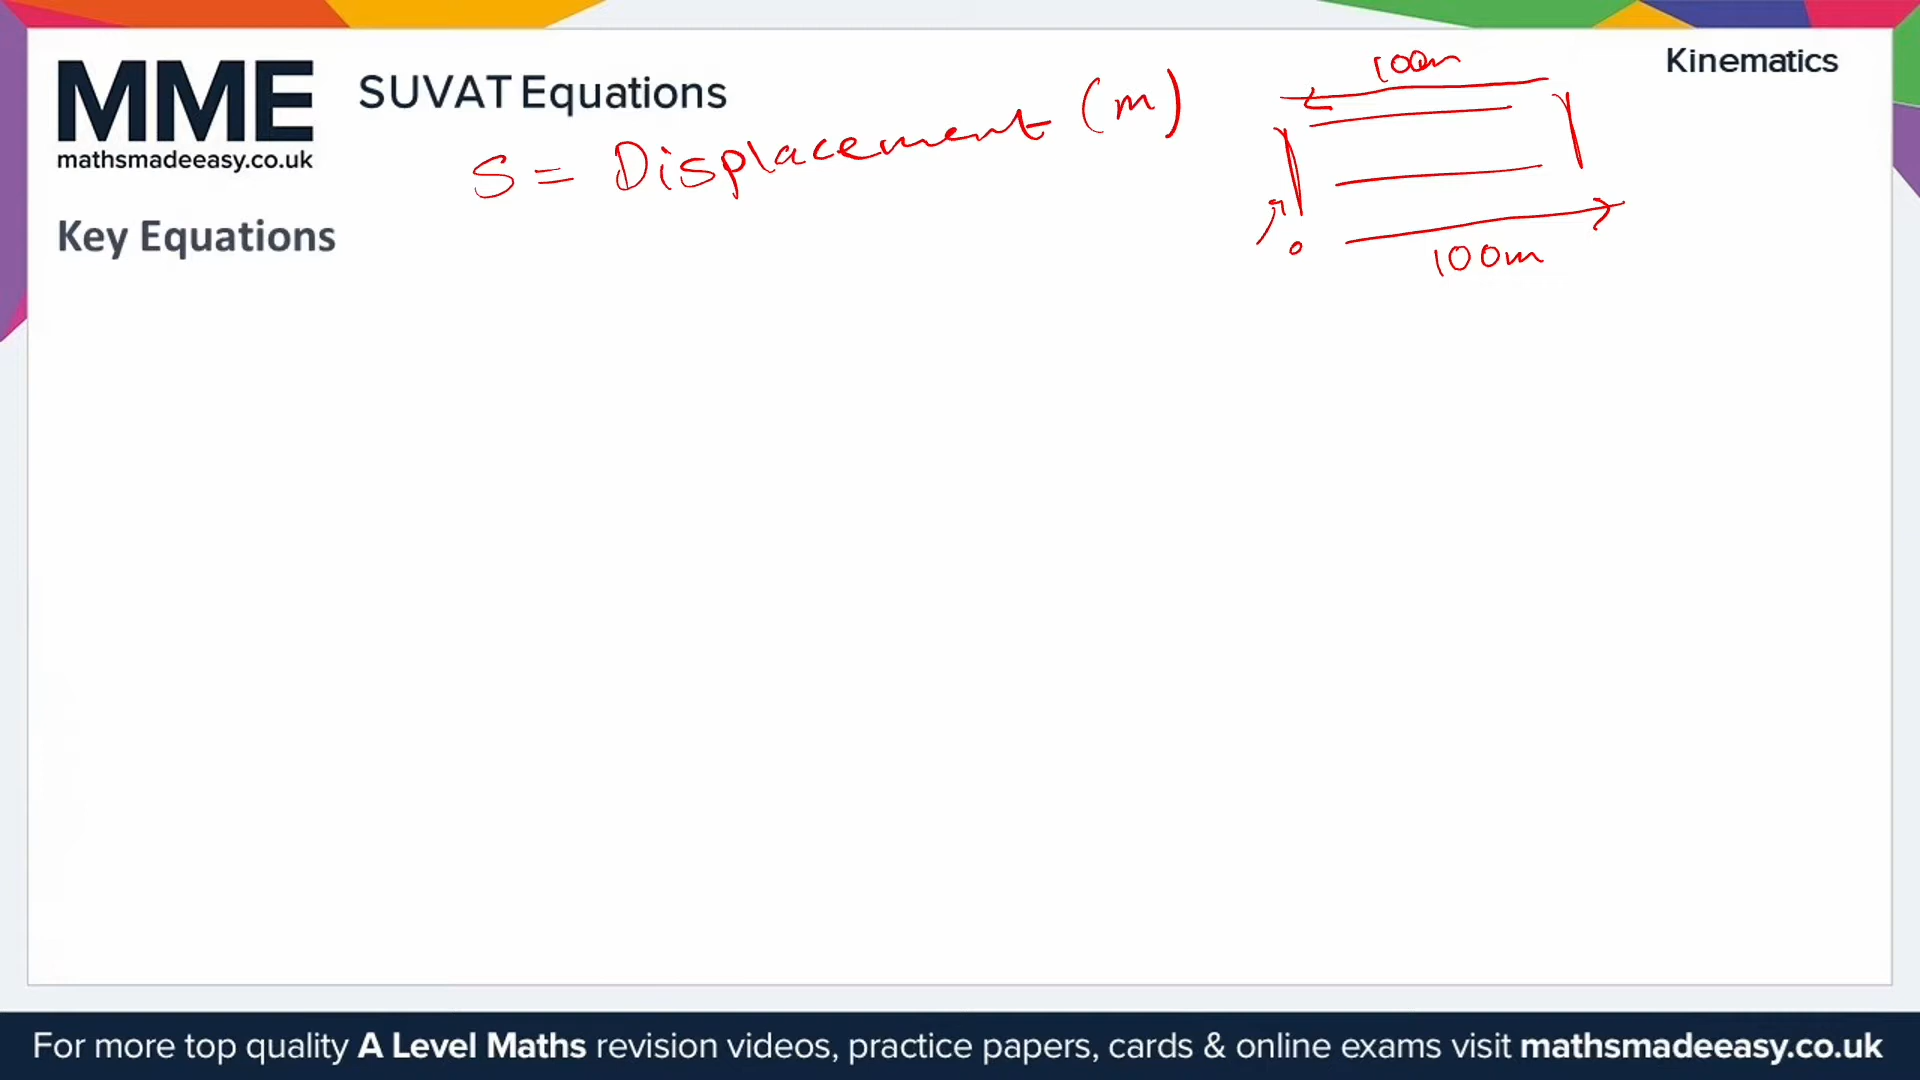 MME
mathsmadeeasy.co.uk
SUVAT Equations
Kinematics
S = Displacement (m)
100m
0
100m
Key Equations
For more top quality A Level Maths revision videos, practice papers, cards & online exams visit mathsmadeeasy.co.uk